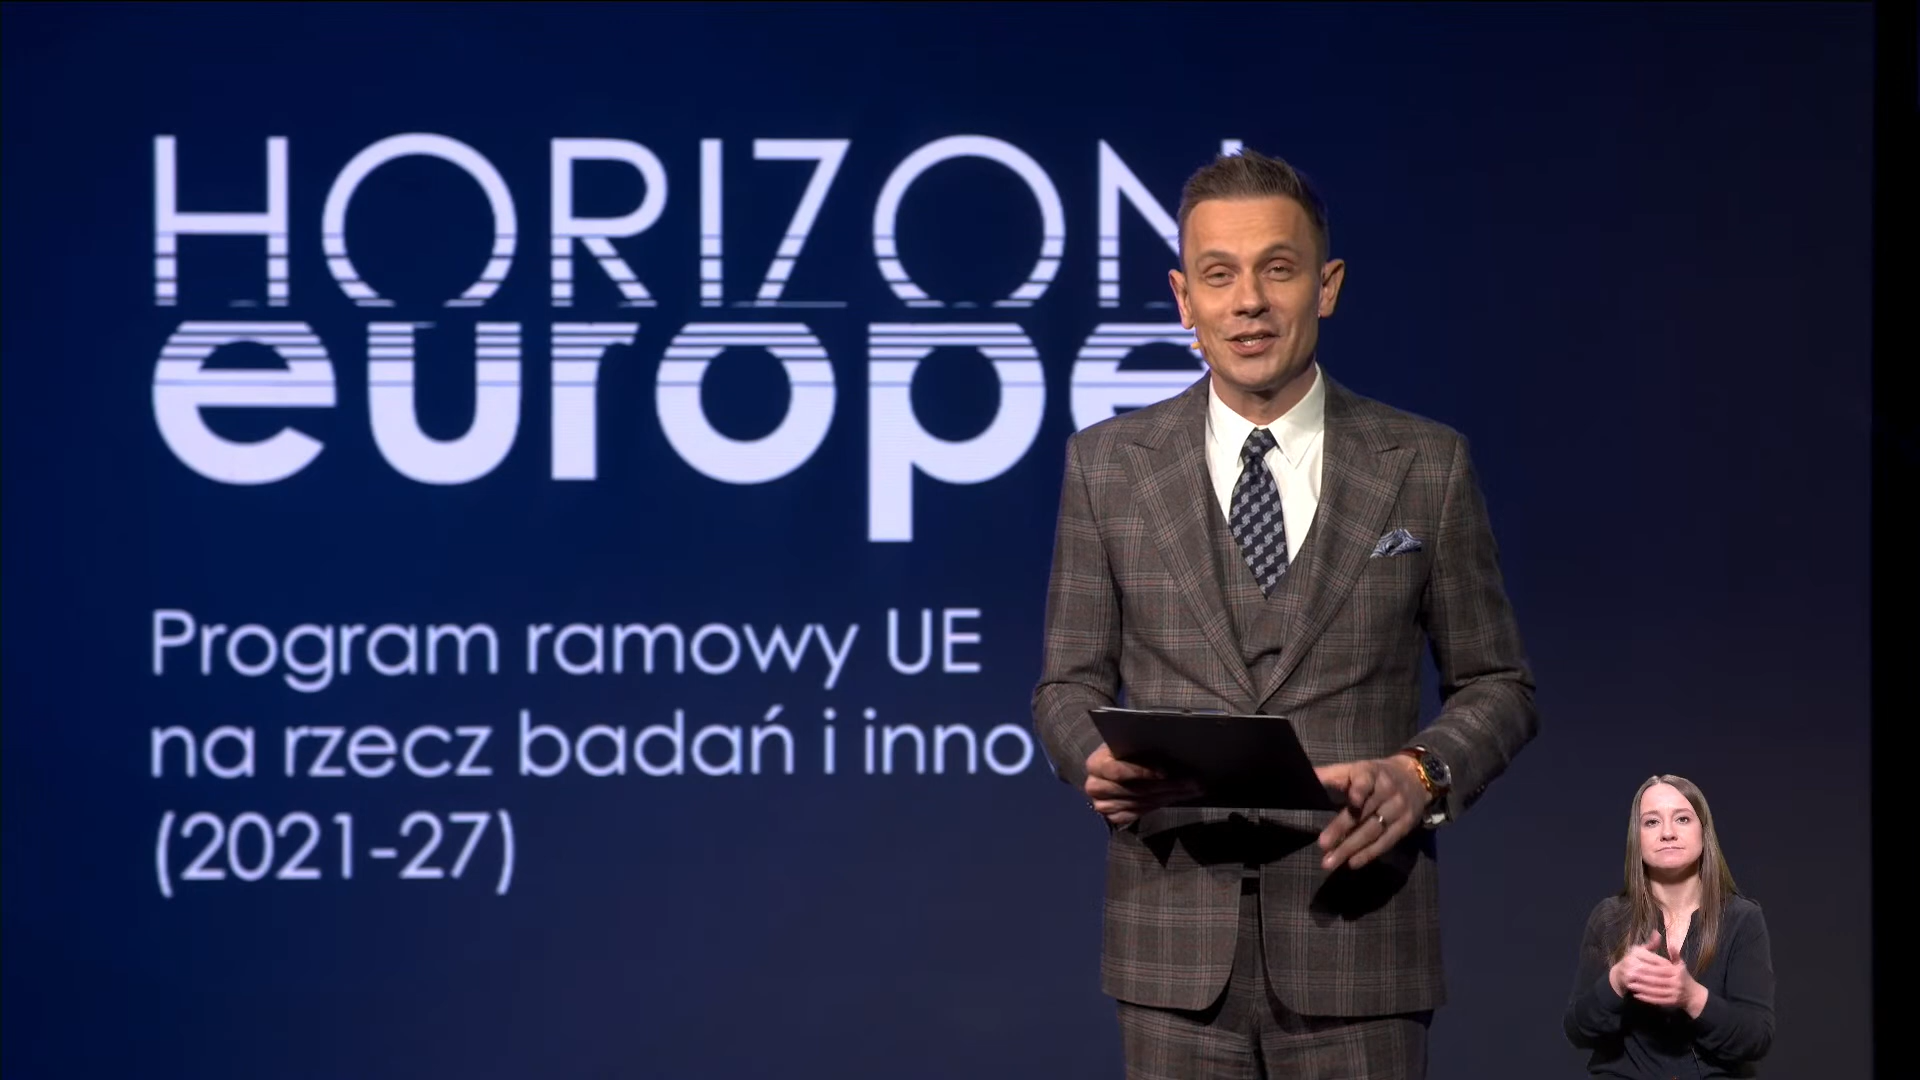 HORIZON
europe
Program ramowy UE
na rzecz badań i inno
(2021-27)